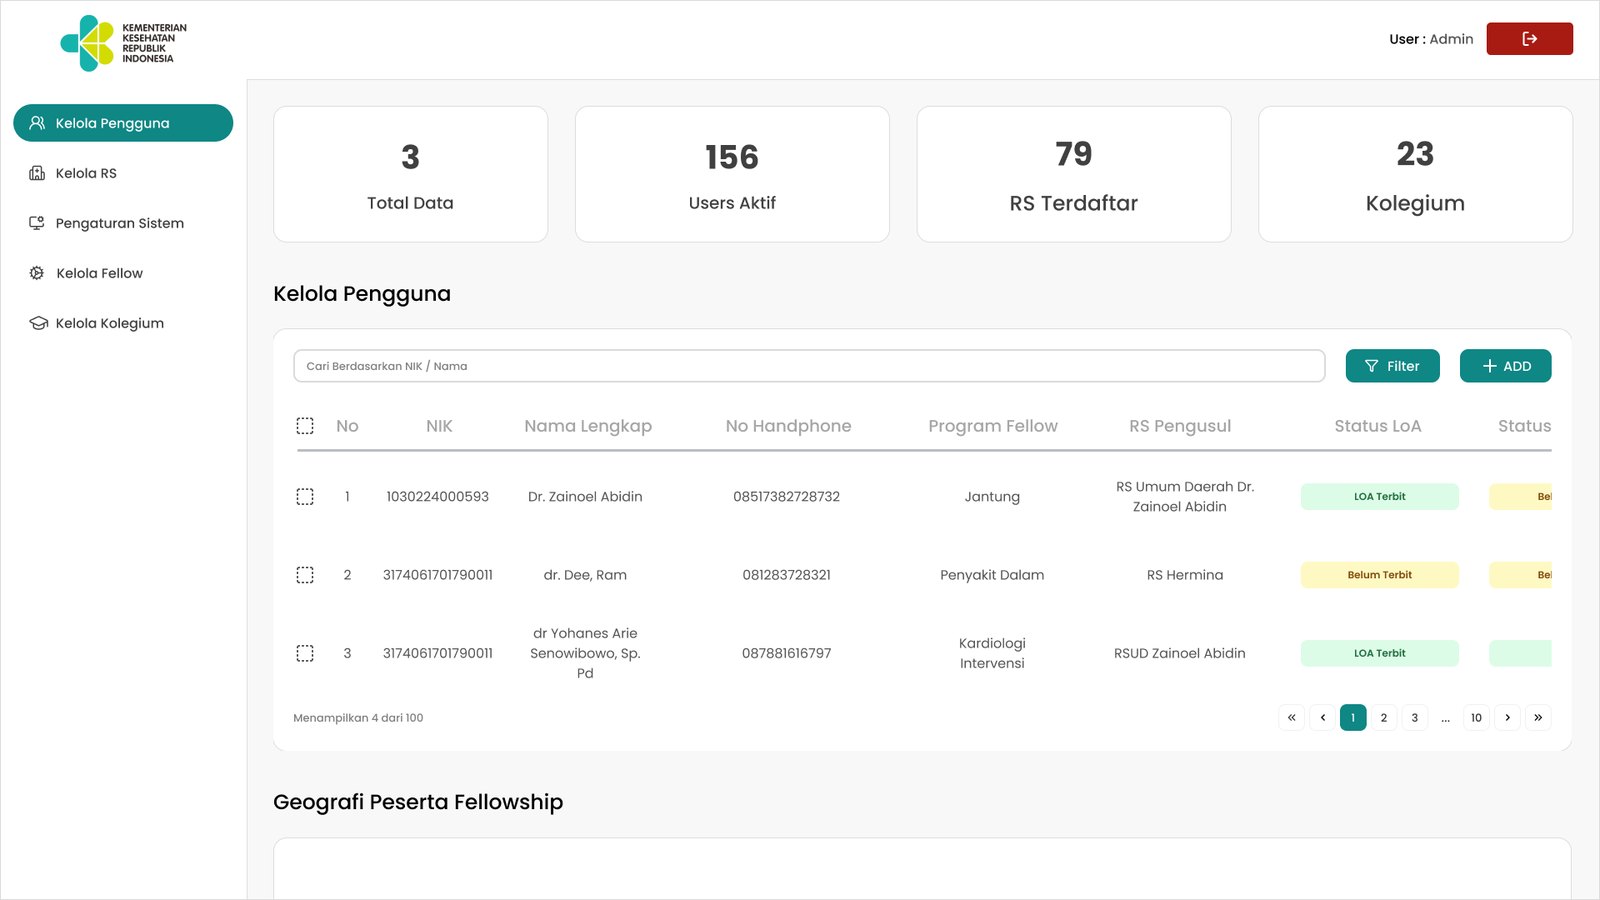 KEMENTERIAN
KESEHATAN
REPUBLIK
INDONESIA
User : Admin
Kelola Pengguna
Kelola RS
Pengaturan Sistem
Kelola Fellow
Kelola Kolegium
3
Total Data
156
Users Aktif
79
RS Terdaftar
23
Kolegium
Kelola Pengguna
Cari Berdasarkan NIK / Nama
Filter
ADD
No NIK Nama Lengkap No Handphone Program Fellow RS Pengusul Status LoA Status
1 1030224000593 Dr. Zainoel Abidin 08517382728732 Jantung RS Umum Daerah Dr.
Zainoel Abidin LOA Terbit Bel
2 3174061701790011 dr. Dee, Ram 081283728321 Penyakit Dalam RS Hermina Belum Terbit Bel
3 3174061701790011 dr Yohanes Arie
Senowibowo, Sp.
Pd 087881616797 Kardiologi
Intervensi RSUD Zainoel Abidin LOA Terbit
Menampilkan 4 dari 100
« ‹ 1 2 3 ... 10 › »
Geografi Peserta Fellowship